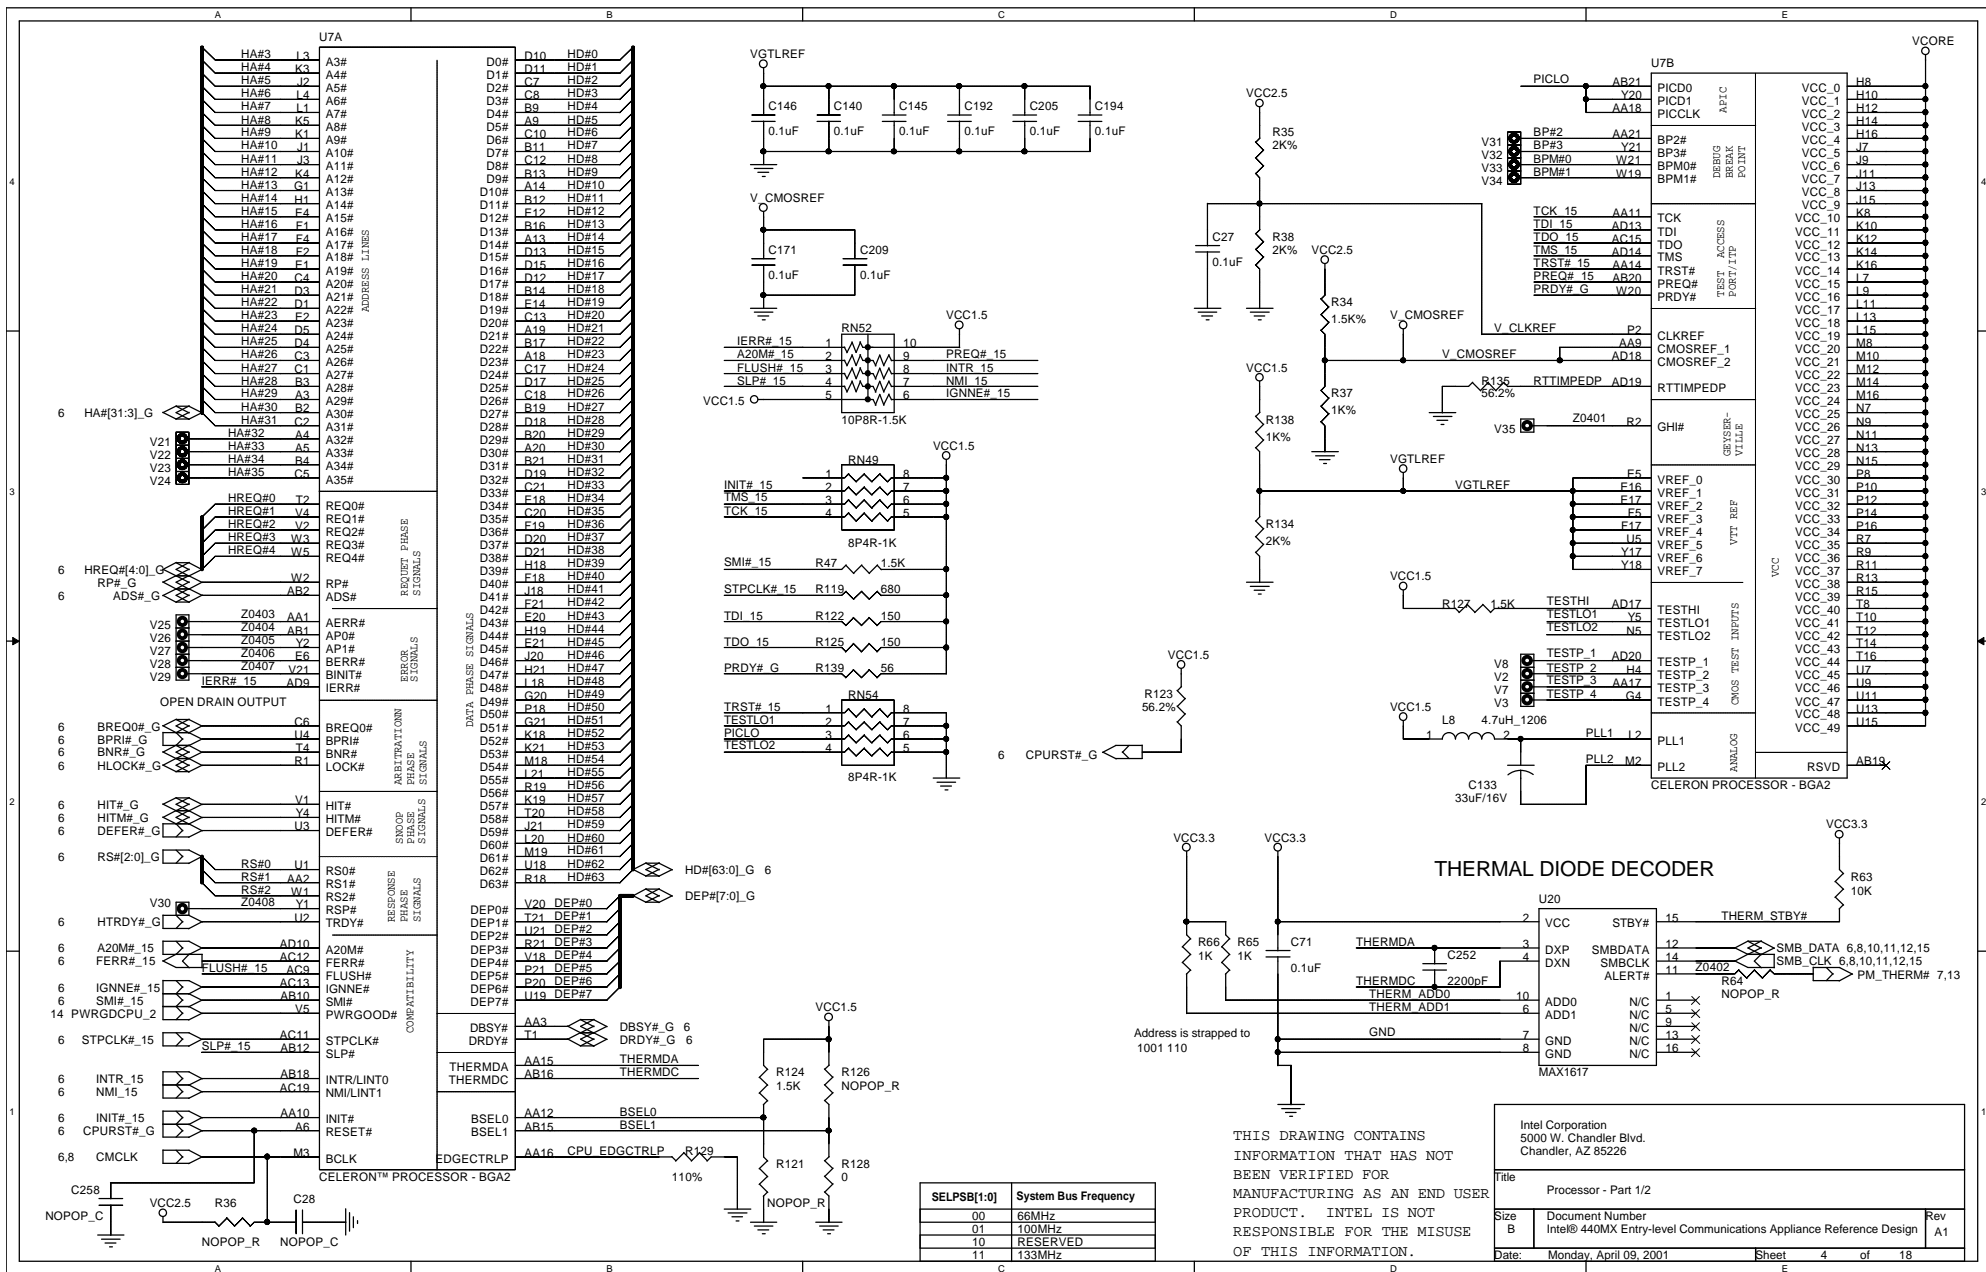 A B C D E
U7A
HA#3 L3 A3#
HA#4 K3 A4#
HA#5 J2 A5#
HA#6 L4 A6#
HA#7 L1 A7#
HA#8 K5 A8#
HA#9 K1 A9#
HA#10 J1 A10#
HA#11 J3 A11#
HA#12 K4 A12#
HA#13 G1 A13#
HA#14 H1 A14#
HA#15 E4 A15#
HA#16 F1 A16#
HA#17 F4 A17#
HA#18 F2 A18#
HA#19 E1 A19#
HA#20 C4 A20#
HA#21 D3 A21#
HA#22 D1 A22#
HA#23 E2 A23#
HA#24 D5 A24#
HA#25 D4 A25#
HA#26 C3 A26#
HA#27 C1 A27#
HA#28 B3 A28#
HA#29 A3 A29#
HA#30 B2 A30#
HA#31 C2 A31#
6 HA#[31:3]_G
V21 HA#32 A4 A32#
V22 HA#33 A5 A33#
V23 HA#34 B4 A34#
V24 HA#35 C5 A35#
ADDRESS LINES
HREQ#0 T2 REQ0#
HREQ#1 V4 REQ1#
HREQ#2 V2 REQ2#
HREQ#3 W3 REQ3#
HREQ#4 W5 REQ4#
6 HREQ#[4:0]_G
6 RP#_G W2 RP#
6 ADS#_G AB2 ADS#
REQUET PHASE SIGNALS
V25 Z0403 AA1 AERR#
V26 Z0404 AB1 AP0#
V27 Z0405 Y2 AP1#
V28 Z0406 E6 BERR#
V29 Z0407 V21 BINIT#
IERR#_15 AD9 IERR#
ERROR SIGNALS
OPEN DRAIN OUTPUT
6 BREQ0#_G C6 BREQ0#
6 BPRI#_G U4 BPRI#
6 BNR#_G T4 BNR#
6 HLOCK#_G R1 LOCK#
ARBITRATIONN PHASE SIGNALS
6 HIT#_G V1 HIT#
6 HITM#_G Y4 HITM#
6 DEFER#_G U3 DEFER#
SNOOP PHASE SIGNALS
6 RS#[2:0]_G
RS#0 U1 RS0#
RS#1 AA2 RS1#
RS#2 W1 RS2#
V30 Z0408 Y1 RSP#
6 HTRDY#_G U2 TRDY#
RESPONSE PHASE SIGNALS
6 A20M#_15 AD10 A20M#
6 FERR#_15 AC12 FERR#
FLUSH#_15 AC9 FLUSH#
6 IGNNE#_15 AC13 IGNNE#
6 SMI#_15 AB10 SMI#
14 PWRGDCPU_2 V5 PWRGOOD#
6 STPCLK#_15 AC11 STPCLK#
SLP#_15 AB12 SLP#
6 INTR_15 AB18 INTR/LINT0
6 NMI_15 AC19 NMI/LINT1
6 INIT#_15 AA10 INIT#
6 CPURST#_G A6 RESET#
6,8 CMCLK M3 BCLK
COMPATIBILITY
CELERON™ PROCESSOR - BGA2
C258
NOPOP_C
VCC2.5
R36
NOPOP_R
C28
NOPOP_C
D0# D10 HD#0
D1# D11 HD#1
D2# C7 HD#2
D3# C8 HD#3
D4# B9 HD#4
D5# A9 HD#5
D6# C10 HD#6
D7# B11 HD#7
D8# C12 HD#8
D9# B13 HD#9
D10# A14 HD#10
D11# B12 HD#11
D12# E12 HD#12
D13# B16 HD#13
D14# A13 HD#14
D15# D13 HD#15
D16# D15 HD#16
D17# D12 HD#17
D18# B14 HD#18
D19# E14 HD#19
D20# C13 HD#20
D21# A19 HD#21
D22# B17 HD#22
D23# A18 HD#23
D24# C17 HD#24
D25# D17 HD#25
D26# C18 HD#26
D27# B19 HD#27
D28# D18 HD#28
D29# B20 HD#29
D30# A20 HD#30
D31# B21 HD#31
D32# D19 HD#32
D33# C21 HD#33
D34# E18 HD#34
D35# C20 HD#35
D36# F19 HD#36
D37# D20 HD#37
D38# D21 HD#38
D39# H18 HD#39
D40# F18 HD#40
D41# J18 HD#41
D42# F21 HD#42
D43# E20 HD#43
D44# H19 HD#44
D45# E21 HD#45
D46# J20 HD#46
D47# H21 HD#47
D48# L18 HD#48
D49# G20 HD#49
D50# P18 HD#50
D51# G21 HD#51
D52# K18 HD#52
D53# K21 HD#53
D54# M18 HD#54
D55# L21 HD#55
D56# R19 HD#56
D57# K19 HD#57
D58# T20 HD#58
D59# J21 HD#59
D60# L20 HD#60
D61# M19 HD#61
D62# U18 HD#62
D63# R18 HD#63
DATA PHASE SIGNALS
HD#[63:0]_G 6
DEP#[7:0]_G
DEP0# V20 DEP#0
DEP1# T21 DEP#1
DEP2# U21 DEP#2
DEP3# R21 DEP#3
DEP4# V18 DEP#4
DEP5# P21 DEP#5
DEP6# P20 DEP#6
DEP7# U19 DEP#7
DBSY# AA3 DBSY#_G 6
DRDY# T1 DRDY#_G 6
THERMDA AA15 THERMDA
THERMDC AB16 THERMDC
BSEL0 AA12 BSEL0
BSEL1 AB15 BSEL1
EDGECTRLP AA16 CPU_EDGCTRLP R129
110%
VCC1.5
R124 1.5K
R126 NOPOP_R
R121 NOPOP_R
R128 0
VGTLREF
C146 C140 C145 C192 C205 C194
0.1uF 0.1uF 0.1uF 0.1uF 0.1uF 0.1uF
V_CMOSREF
C171 C209
0.1uF 0.1uF
RN52 VCC1.5
IERR#_15 1 10
A20M#_15 2 9 PREQ#_15
FLUSH#_15 3 8 INTR_15
SLP#_15 4 7 NMI_15
VCC1.5 5 6 IGNNE#_15
10P8R-1.5K
VCC1.5
RN49
1 8
INIT#_15 2 7
TMS_15 3 6
TCK_15 4 5
8P4R-1K
SMI#_15 R47 1.5K
STPCLK#_15 R119 680
TDI_15 R122 150
TDO_15 R125 150
PRDY#_G R139 56
RN54
TRST#_15 1 8
TESTLO1 2 7
PICLO 3 6
TESTLO2 4 5
8P4R-1K
VCC1.5
R123
56.2%
6 CPURST#_G
VCC2.5
R35
2K%
C27
0.1uF
R38
2K%
VCC2.5
R34
1.5K%
V_CMOSREF
R37
1K%
VCC1.5
R138
1K%
VGTLREF
R134
2K%
U7B
VCORE
PICLO AB21 PICD0
Y20 PICD1
AA18 PICCLK
APIC
V31 BP#2 AA21 BP2#
V32 BP#3 Y21 BP3#
V33 BPM#0 W21 BPM0#
V34 BPM#1 W19 BPM1#
DEBUG BREAK POINT
TCK_15 AA11 TCK
TDI_15 AD13 TDI
TDO_15 AC15 TDO
TMS_15 AD14 TMS
TRST#_15 AA14 TRST#
PREQ#_15 AB20 PREQ#
PRDY#_G W20 PRDY#
TEST ACCESS PORT/ITP
V_CLKREF P2 CLKREF
AA9 CMOSREF_1
V_CMOSREF AD18 CMOSREF_2
R135 56.2% RTTIMPEDP AD19 RTTIMPEDP
V35 Z0401 R2 GHI#
GEYSER-VILLE
VGTLREF
E5 VREF_0
E16 VREF_1
E17 VREF_2
F5 VREF_3
F17 VREF_4
U5 VREF_5
Y17 VREF_6
Y18 VREF_7
VTT REF
VCC1.5
R127 1.5K TESTHI AD17 TESTHI
TESTLO1 Y5 TESTLO1
TESTLO2 N5 TESTLO2
V8 TESTP_1 AD20 TESTP_1
V2 TESTP_2 H4 TESTP_2
V7 TESTP_3 AA17 TESTP_3
V3 TESTP_4 G4 TESTP_4
CMOS TEST INPUTS
VCC1.5 L8 4.7uH_1206
1 2 PLL1 L2 PLL1
PLL2 M2 PLL2
ANALOG
C133
33uF/16V
VCC
VCC_0 H8
VCC_1 H10
VCC_2 H12
VCC_3 H14
VCC_4 H16
VCC_5 J7
VCC_6 J9
VCC_7 J11
VCC_8 J13
VCC_9 J15
VCC_10 K8
VCC_11 K10
VCC_12 K12
VCC_13 K14
VCC_14 K16
VCC_15 L7
VCC_16 L9
VCC_17 L11
VCC_18 L13
VCC_19 L15
VCC_20 M8
VCC_21 M10
VCC_22 M12
VCC_23 M14
VCC_24 M16
VCC_25 N7
VCC_26 N9
VCC_27 N11
VCC_28 N13
VCC_29 N15
VCC_30 P8
VCC_31 P10
VCC_32 P12
VCC_33 P14
VCC_34 P16
VCC_35 R7
VCC_36 R9
VCC_37 R11
VCC_38 R13
VCC_39 R15
VCC_40 T8
VCC_41 T10
VCC_42 T12
VCC_43 T14
VCC_44 T16
VCC_45 U7
VCC_46 U9
VCC_47 U11
VCC_48 U13
VCC_49 U15
RSVD AB19
CELERON PROCESSOR - BGA2
THERMAL DIODE DECODER
VCC3.3 VCC3.3 VCC3.3
R63
10K
U20
2 VCC STBY# 15 THERM_STBY#
THERMDA 3 DXP SMBDATA 12 SMB_DATA 6,8,10,11,12,15
4 DXN SMBCLK 14 SMB_CLK 6,8,10,11,12,15
ALERT# 11 Z0402 R64 NOPOP_R PM_THERM# 7,13
R66 1K
R65 1K
C71 0.1uF
C252
THERMDC 2200pF
THERM_ADD0 10 ADD0 N/C 1
THERM_ADD1 6 ADD1 N/C 5
N/C 9
GND 7 GND N/C 13
8 GND N/C 16
MAX1617
Address is strapped to
1001 110
SELPSB[1:0] System Bus Frequency
00 66MHz
01 100MHz
10 RESERVED
11 133MHz
THIS DRAWING CONTAINS
INFORMATION THAT HAS NOT
BEEN VERIFIED FOR
MANUFACTURING AS AN END USER
PRODUCT. INTEL IS NOT
RESPONSIBLE FOR THE MISUSE
OF THIS INFORMATION.
Intel Corporation
5000 W. Chandler Blvd.
Chandler, AZ 85226
Title
Processor - Part 1/2
Size Document Number Rev
B Intel® 440MX Entry-level Communications Appliance Reference Design A1
Date: Monday, April 09, 2001 Sheet 4 of 18
4 4
3 3
2 2
1 1
A B C D E